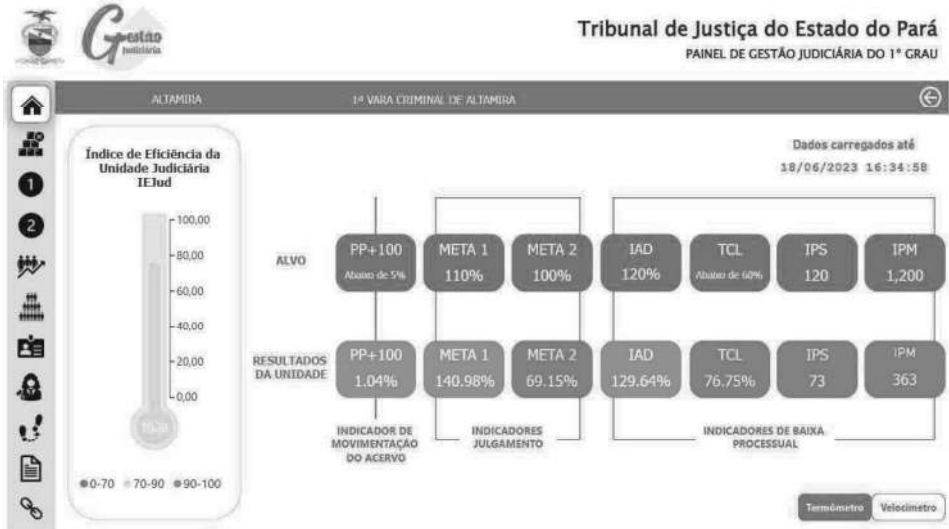 Gestão
Judiciária
Tribunal de Justiça do Estado do Pará
PAINEL DE GESTÃO JUDICIÁRIA DO 1º GRAU
ALTAMIRA
1ª VARA CRIMINAL DE ALTAMIRA
Índice de Eficiência da
Unidade Judiciária
IEJud
100,00
80,00
60,00
40,00
20,00
0,00
0-70 70-90 90-100
Dados carregados até
18/06/2023 16:34:58
ALVO
PP+100
Abaixo de 5%
META 1
110%
META 2
100%
IAD
120%
TCL
Abaixo de 60%
IPS
120
IPM
1,200
RESULTADOS
DA UNIDADE
PP+100
1.04%
META 1
140.98%
META 2
69.15%
IAD
129.64%
TCL
76.75%
IPS
73
IPM
363
INDICADOR DE
MOVIMENTAÇÃO
DO ACERVO
INDICADORES
JULGAMENTO
INDICADORES DE BAIXA
PROCESSUAL
1
2
Termômetro
Velocímetro